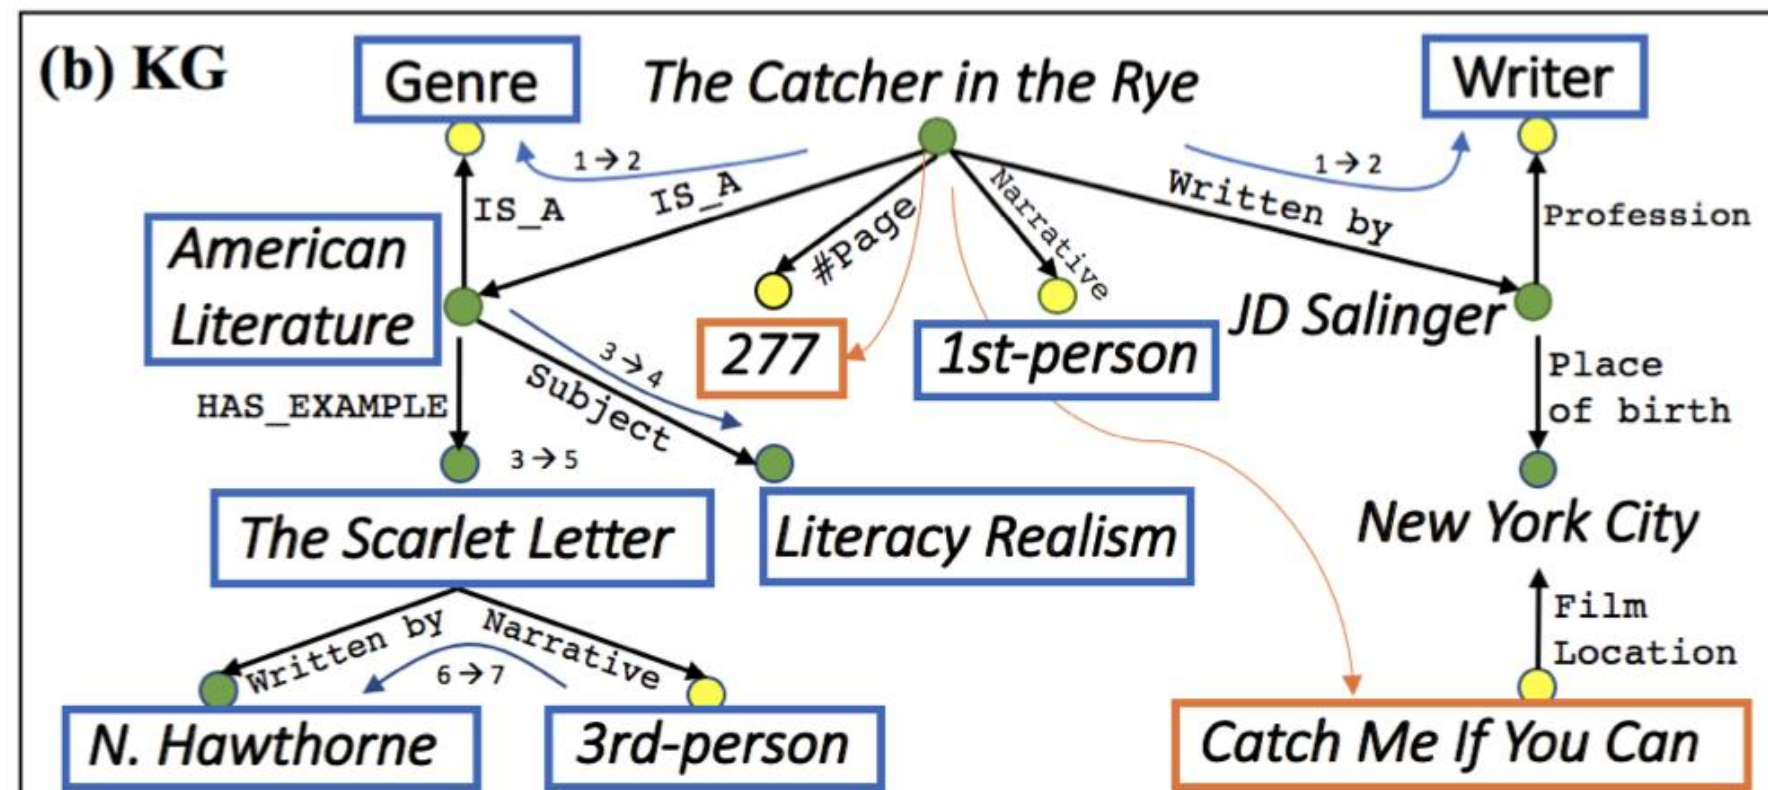 (b) KG
Genre
The Catcher in the Rye
Writer
1→2
1→2
IS_A
IS_A
#Page
Narrative
Written by
Profession
American
Literature
277
1st-person
JD Salinger
3→4
Subject
Place
of birth
HAS_EXAMPLE
3→5
The Scarlet Letter
Literacy Realism
New York City
Written by
Narrative
6→7
Film
Location
N. Hawthorne
3rd-person
Catch Me If You Can